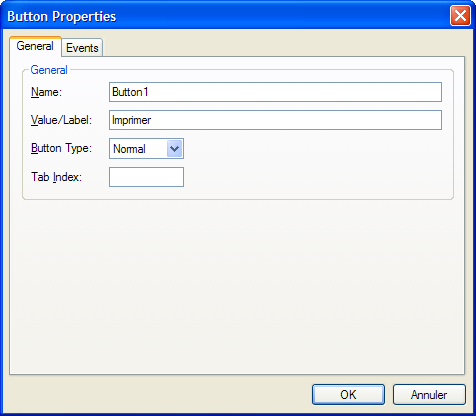 Button Properties
General Events
General
Name: Button1
Value/Label: Imprimer
Button Type: Normal
Tab Index:
OK Annuler